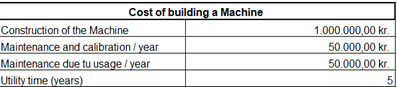 Cost of building a Machine
Construction of the Machine 1.000.000,00 kr.
Maintenance and calibration / year 50.000,00 kr.
Maintenance due tu usage / year 50.000,00 kr.
Utility time (years) 5